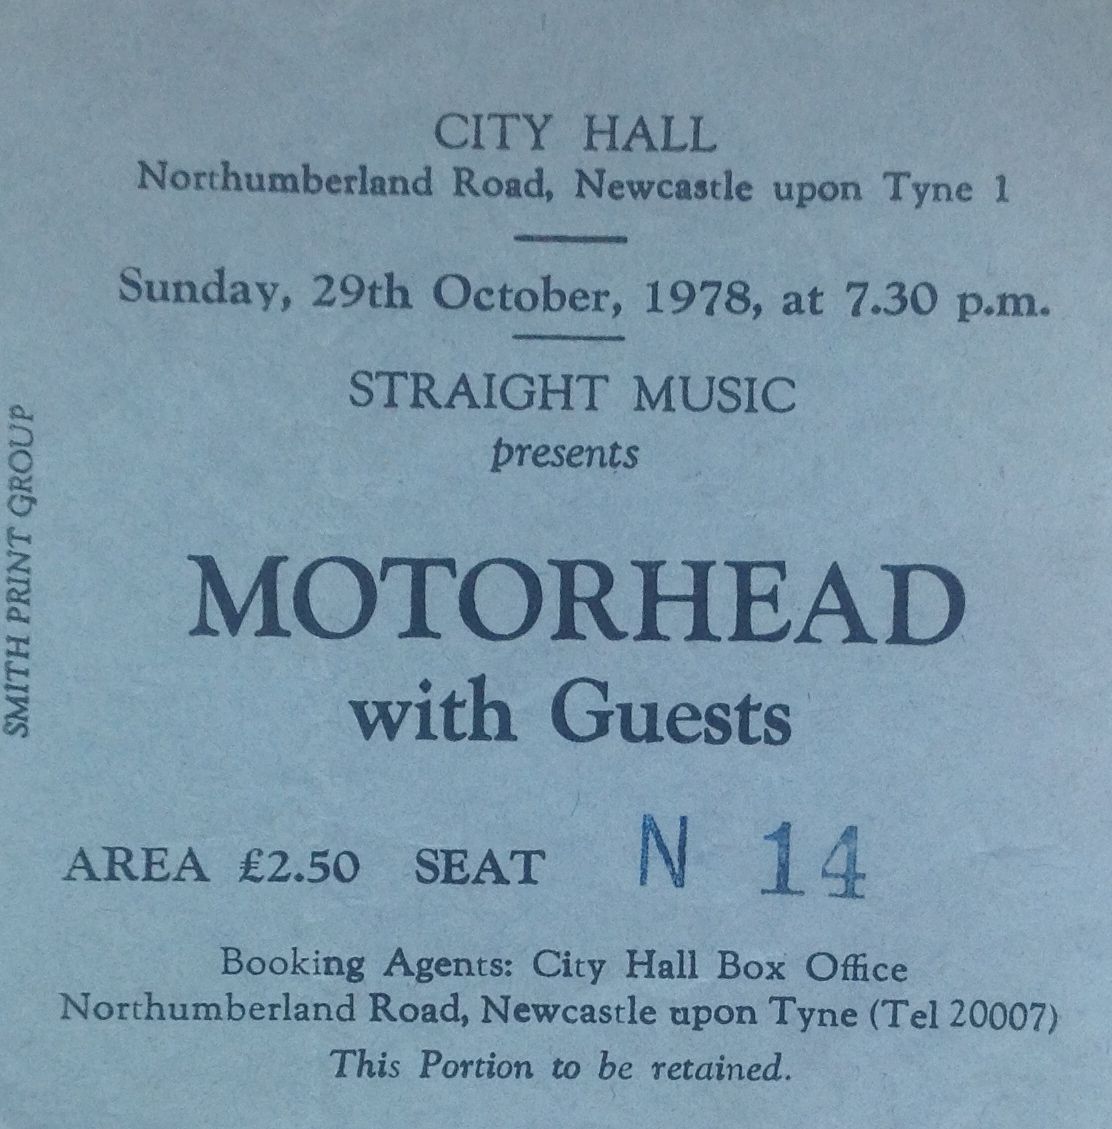 CITY HALL
Northumberland Road, Newcastle upon Tyne 1
Sunday, 29th October, 1978, at 7.30 p.m.
STRAIGHT MUSIC
presents
MOTORHEAD
with Guests
AREA £2.50 SEAT N 14
Booking Agents: City Hall Box Office
Northumberland Road, Newcastle upon Tyne (Tel 20007)
This Portion to be retained.
SMITH PRINT GROUP